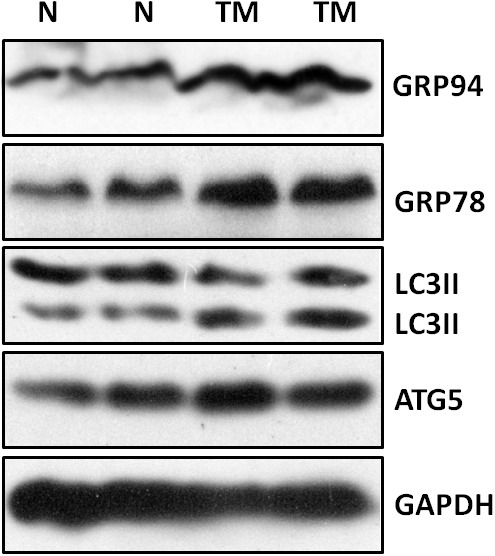 N N TM TM
GRP94
GRP78
LC3II
LC3II
ATG5
GAPDH